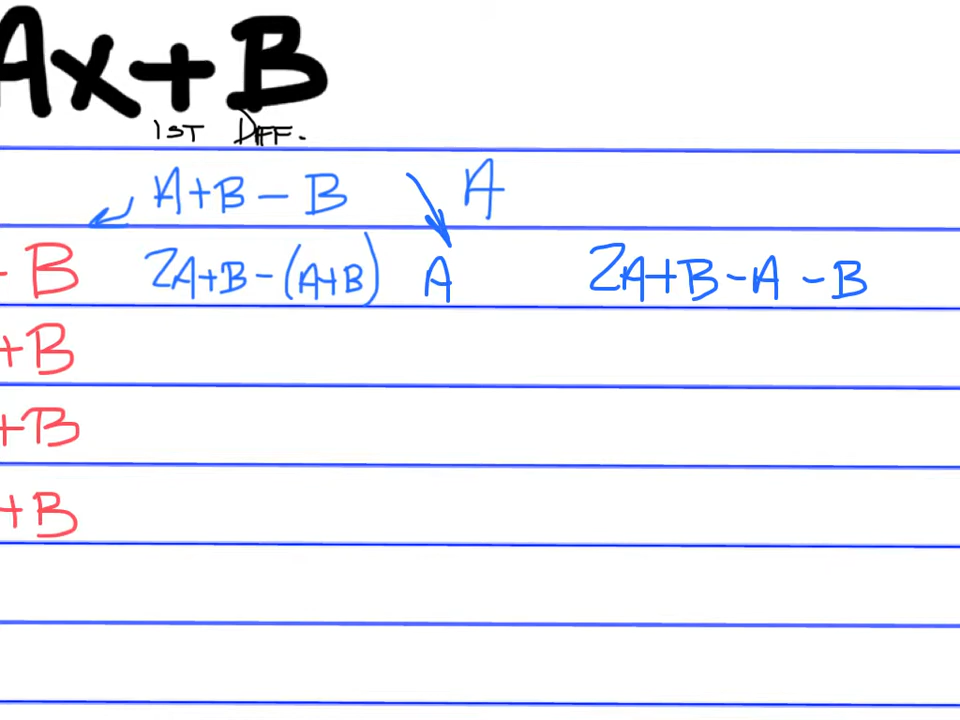 Ax+B
1ST DIFF.
A+B-B A
-B 2A+B-(A+B) A 2A+B-A-B
+B
+B
+B